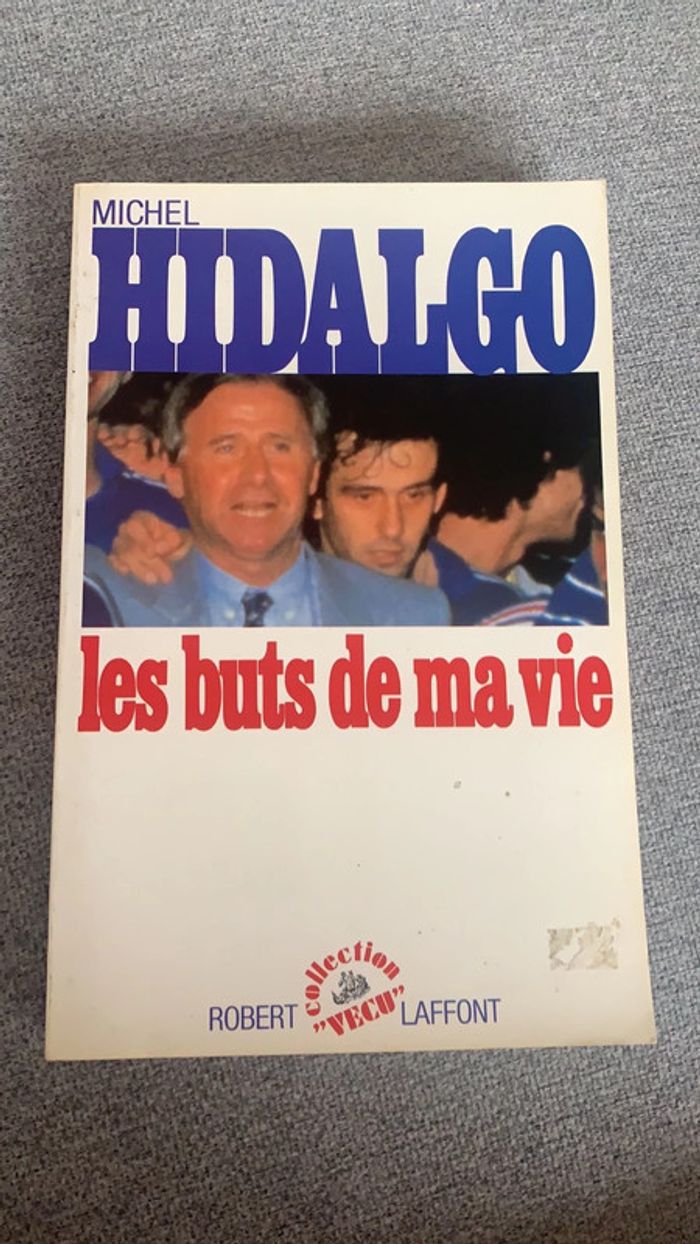 MICHEL
HIDALGO
les buts de ma vie
collection
ROBERT "VECU" LAFFONT